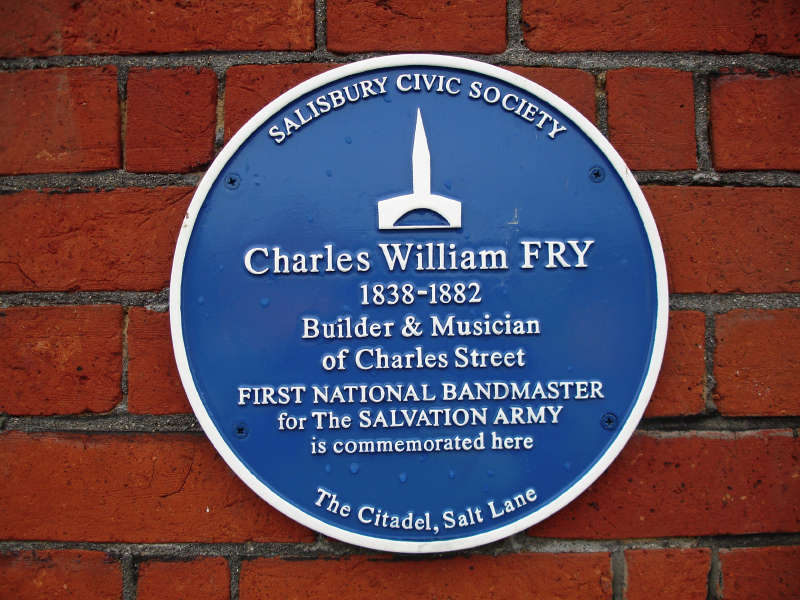 SALISBURY CIVIC SOCIETY
Charles William FRY
1838-1882
Builder & Musician
of Charles Street
FIRST NATIONAL BANDMASTER
for The SALVATION ARMY
is commemorated here
The Citadel, Salt Lane